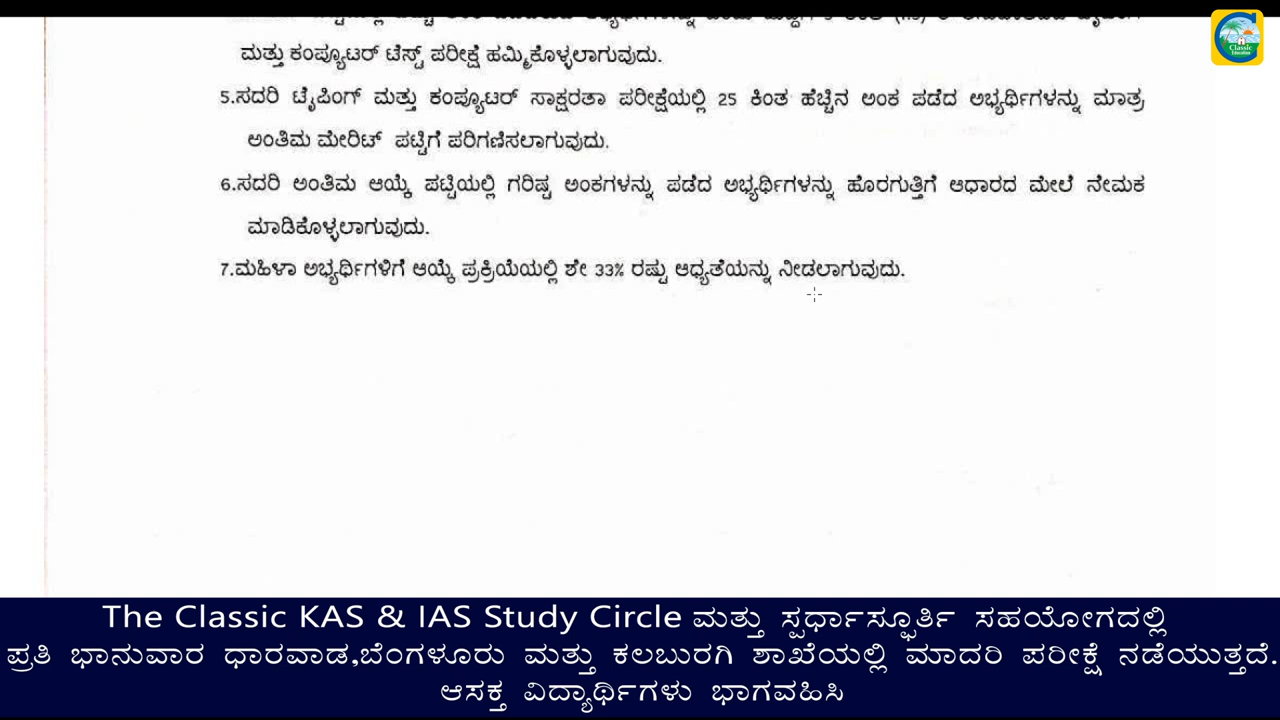 ಮತ್ತು ಕಂಪ್ಯೂಟರ್ ಟೆಸ್ಟ್ ಪರೀಕ್ಷೆ ಹಮ್ಮಿಕೊಳ್ಳಲಾಗುವುದು.
5.ಸದರಿ ಟೈಪಿಂಗ್ ಮತ್ತು ಕಂಪ್ಯೂಟರ್ ಸಾಕ್ಷರತಾ ಪರೀಕ್ಷೆಯಲ್ಲಿ 25 ಕಿಂತ ಹೆಚ್ಚಿನ ಅಂಕ ಪಡೆದ ಅಭ್ಯರ್ಥಿಗಳನ್ನು ಮಾತ್ರ
ಅಂತಿಮ ಮೇರಿಟ್ ಪಟ್ಟಿಗೆ ಪರಿಗಣಿಸಲಾಗುವುದು.
6.ಸದರಿ ಅಂತಿಮ ಆಯ್ಕೆ ಪಟ್ಟಿಯಲ್ಲಿ ಗರಿಷ್ಟ ಅಂಕಗಳನ್ನು ಪಡೆದ ಅಭ್ಯರ್ಥಿಗಳನ್ನು ಹೊರಗುತ್ತಿಗೆ ಆಧಾರದ ಮೇಲೆ ನೇಮಕ
ಮಾಡಿಕೊಳ್ಳಲಾಗುವುದು.
7.ಮಹಿಳಾ ಅಭ್ಯರ್ಥಿಗಳಿಗೆ ಆಯ್ಕೆ ಪ್ರಕ್ರಿಯೆಯಲ್ಲಿ ಶೇ 33% ರಷ್ಟು ಆಧ್ಯತೆಯನ್ನು ನೀಡಲಾಗುವುದು.
Classic
Education
The Classic KAS & IAS Study Circle ಮತ್ತು ಸ್ಪರ್ಧಾಸ್ಫೂರ್ತಿ ಸಹಯೋಗದಲ್ಲಿ
ಪ್ರತಿ ಭಾನುವಾರ ಧಾರವಾಡ,ಬೆಂಗಳೂರು ಮತ್ತು ಕಲಬುರಗಿ ಶಾಖೆಯಲ್ಲಿ ಮಾದರಿ ಪರೀಕ್ಷೆ ನಡೆಯುತ್ತದೆ.
ಆಸಕ್ತ ವಿದ್ಯಾರ್ಥಿಗಳು ಭಾಗವಹಿಸಿ